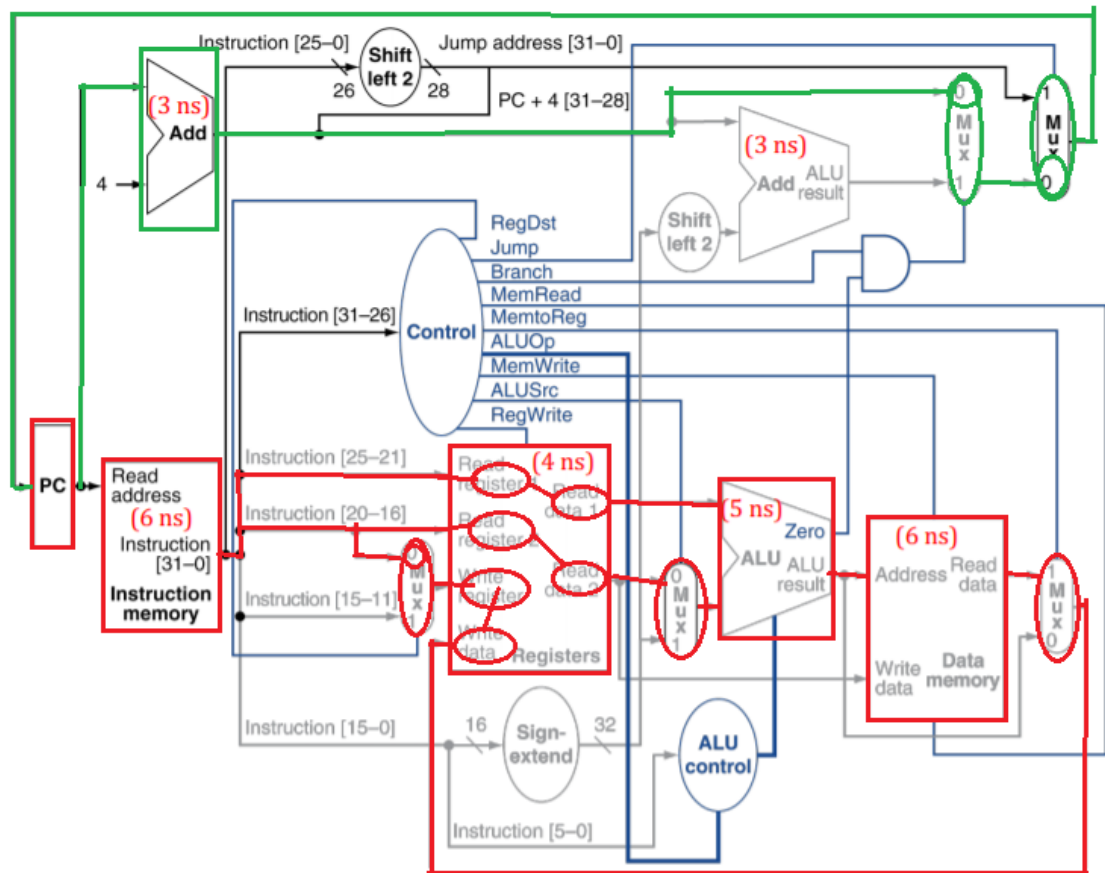 Instruction [25–0]
Shift
left 2
Jump address [31–0]
26
28
PC + 4 [31–28]
(3 ns)
Add
4
0
M
u
x
1
1
M
u
x
0
(3 ns)
Add
ALU
result
Shift
left 2
RegDst
Jump
Branch
MemRead
MemtoReg
ALUOp
MemWrite
ALUSrc
RegWrite
Instruction [31–26]
Control
PC
Read
address
(6 ns)
Instruction
[31–0]
Instruction
memory
Instruction [25–21]
Instruction [20–16]
Instruction [15–11]
0
M
u
x
1
(4 ns)
Read
register 1
Read
data 1
Read
register 2
Read
data 2
Write
register
Write
data
Registers
0
M
u
x
1
(5 ns)
Zero
ALU
ALU
result
(6 ns)
Address
Read
data
Write
data
Data
memory
1
M
u
x
0
Instruction [15–0]
16
Sign-
extend
32
ALU
control
Instruction [5–0]